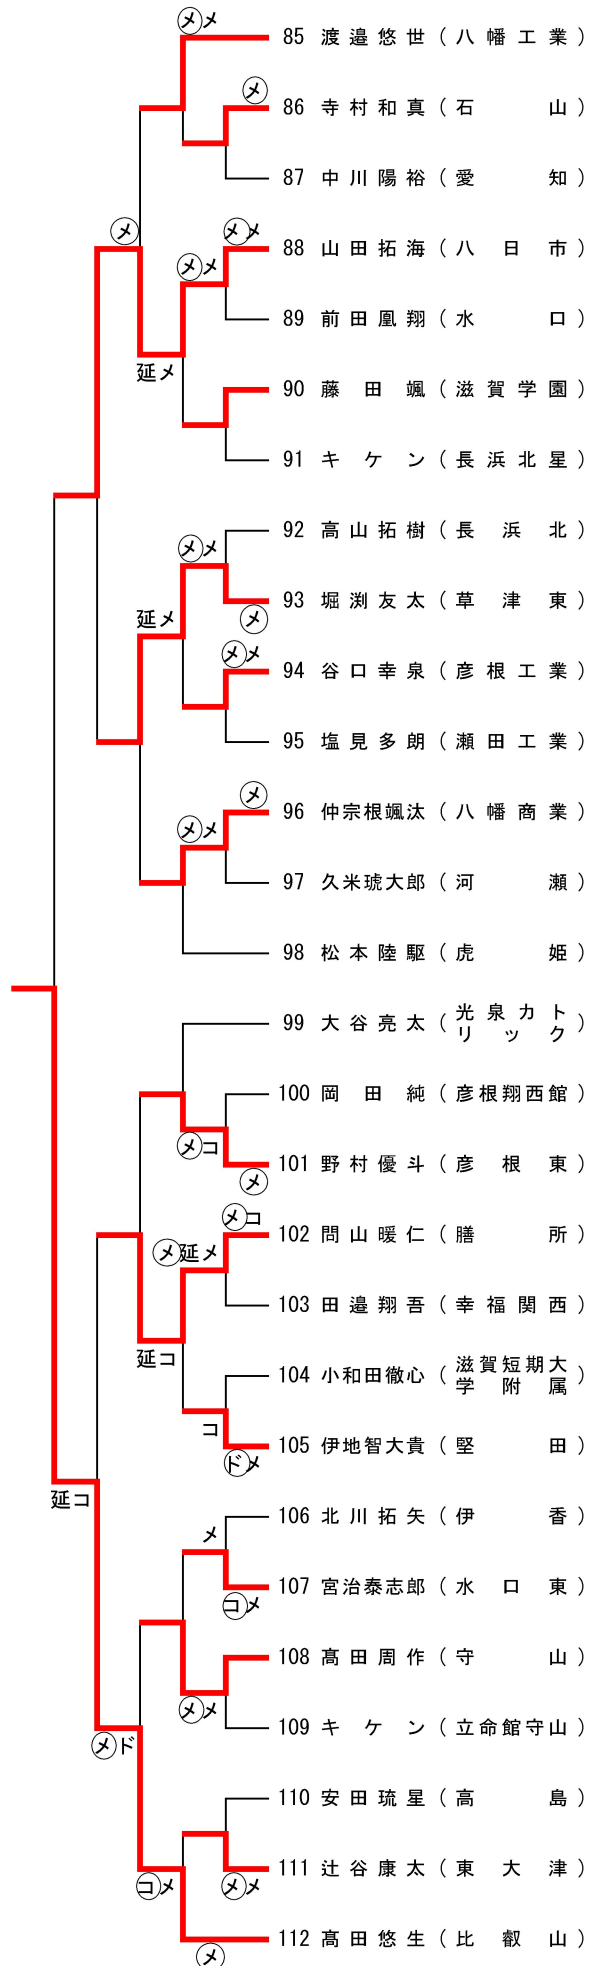 メメ
85 渡邉悠世（八幡工業）
メ
86 寺村和真（石山）
87 中川陽裕（愛知）
メ
メメ
88 山田拓海（八日市）
メメ
89 前田凰翔（水口）
延メ
90 藤田颯（滋賀学園）
91 キケン（長浜北星）
92 高山拓樹（長浜北）
メメ
93 堀渕友太（草津東）
メ
延メ
メメ
94 谷口幸泉（彦根工業）
95 塩見多朗（瀬田工業）
メ
96 仲宗根颯汰（八幡商業）
メメ
97 久米琥大郎（河瀬）
98 松本陸駆（虎姫）
99 大谷亮太（光泉カトリック）
100 岡田純（彦根翔西館）
メコ
101 野村優斗（彦根東）
メ
メコ
102 問山暖仁（膳所）
メ延メ
103 田邉翔吾（幸福関西）
延コ
104 小和田徹心（滋賀短期大学附属）
コ
105 伊地智大貴（堅田）
ドメ
延コ
106 北川拓矢（伊香）
メ
107 宮治泰志郎（水口東）
コメ
108 髙田周作（守山）
メメ
109 キケン（立命館守山）
メド
110 安田琉星（高島）
111 辻谷康太（東大津）
コメ
メメ
112 髙田悠生（比叡山）
メ